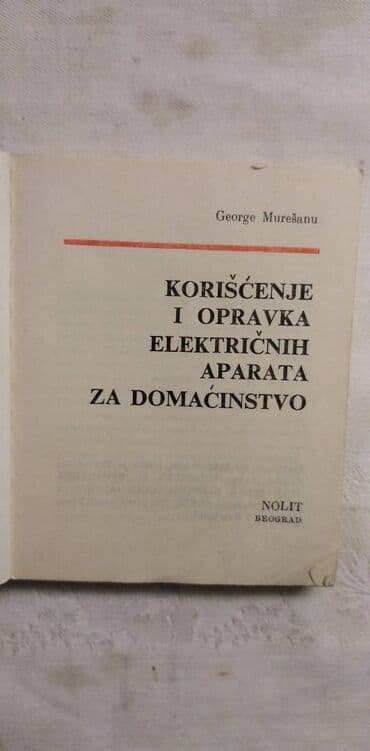 George Murešanu
KORIŠĆENJE
I OPRAVKA
ELEKTRIČNIH
APARATA
ZA DOMAĆINSTVO
NOLIT
BEOGRAD